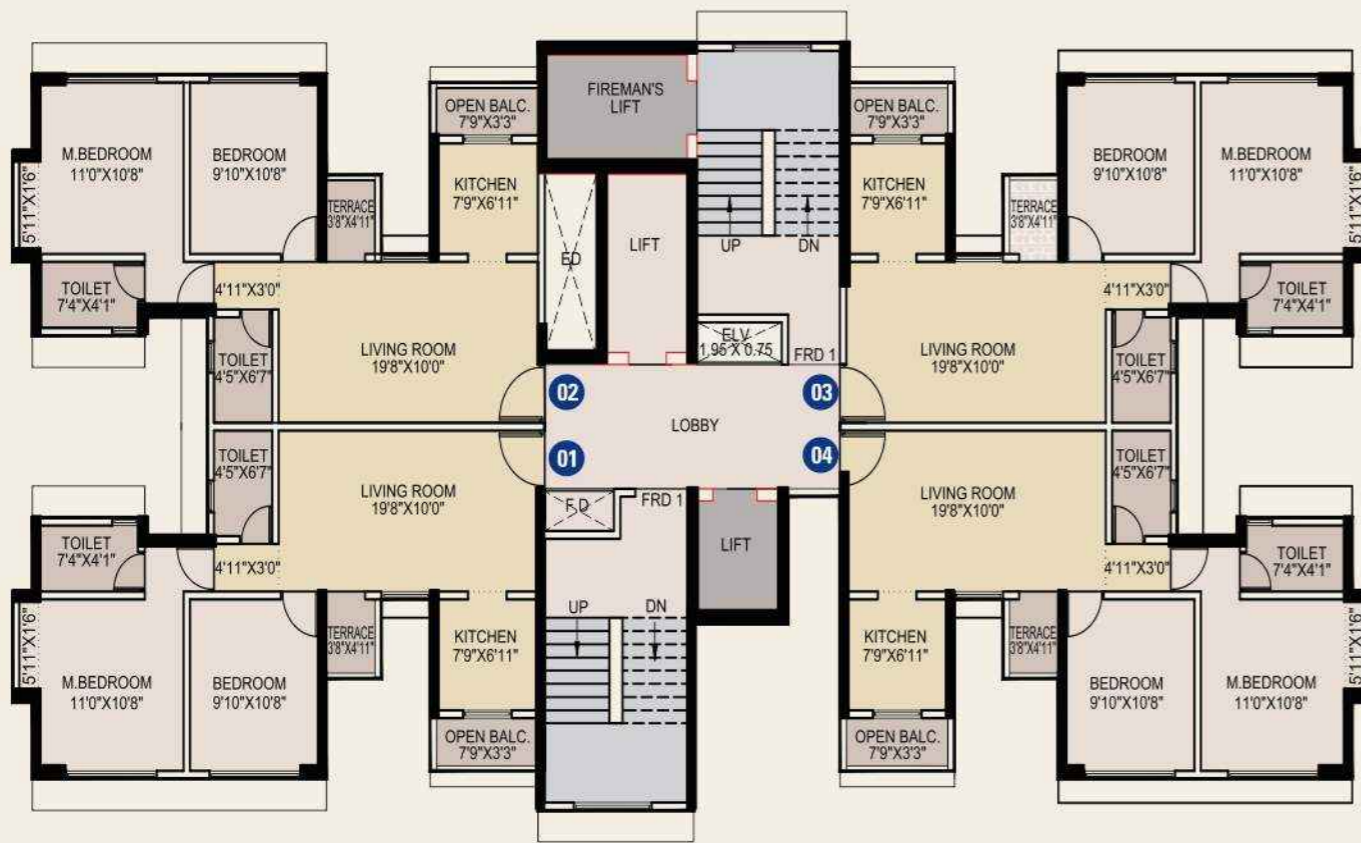 FIREMAN'S
LIFT
OPEN BALC.
7'9"X3'3"
OPEN BALC.
7'9"X3'3"
M.BEDROOM
11'0"X10'8"
BEDROOM
9'10"X10'8"
KITCHEN
7'9"X6'11"
KITCHEN
7'9"X6'11"
BEDROOM
9'10"X10'8"
M.BEDROOM
11'0"X10'8"
5'11"X1'6"
TERRACE
3'8"X4'11"
TERRACE
3'8"X4'11"
5'11"X1'6"
ED
LIFT
UP
DN
TOILET
7'4"X4'1"
4'11"X3'0"
4'11"X3'0"
TOILET
7'4"X4'1"
TOILET
4'5"X6'7"
LIVING ROOM
19'8"X10'0"
ELV
1.95 X 0.75
FRD 1
LIVING ROOM
19'8"X10'0"
TOILET
4'5"X6'7"
02
03
LOBBY
01
04
TOILET
4'5"X6'7"
LIVING ROOM
19'8"X10'0"
F.D
FRD 1
LIVING ROOM
19'8"X10'0"
TOILET
4'5"X6'7"
TOILET
7'4"X4'1"
4'11"X3'0"
LIFT
4'11"X3'0"
TOILET
7'4"X4'1"
UP
DN
5'11"X1'6"
TERRACE
3'8"X4'11"
KITCHEN
7'9"X6'11"
KITCHEN
7'9"X6'11"
TERRACE
3'8"X4'11"
5'11"X1'6"
M.BEDROOM
11'0"X10'8"
BEDROOM
9'10"X10'8"
BEDROOM
9'10"X10'8"
M.BEDROOM
11'0"X10'8"
OPEN BALC.
7'9"X3'3"
OPEN BALC.
7'9"X3'3"